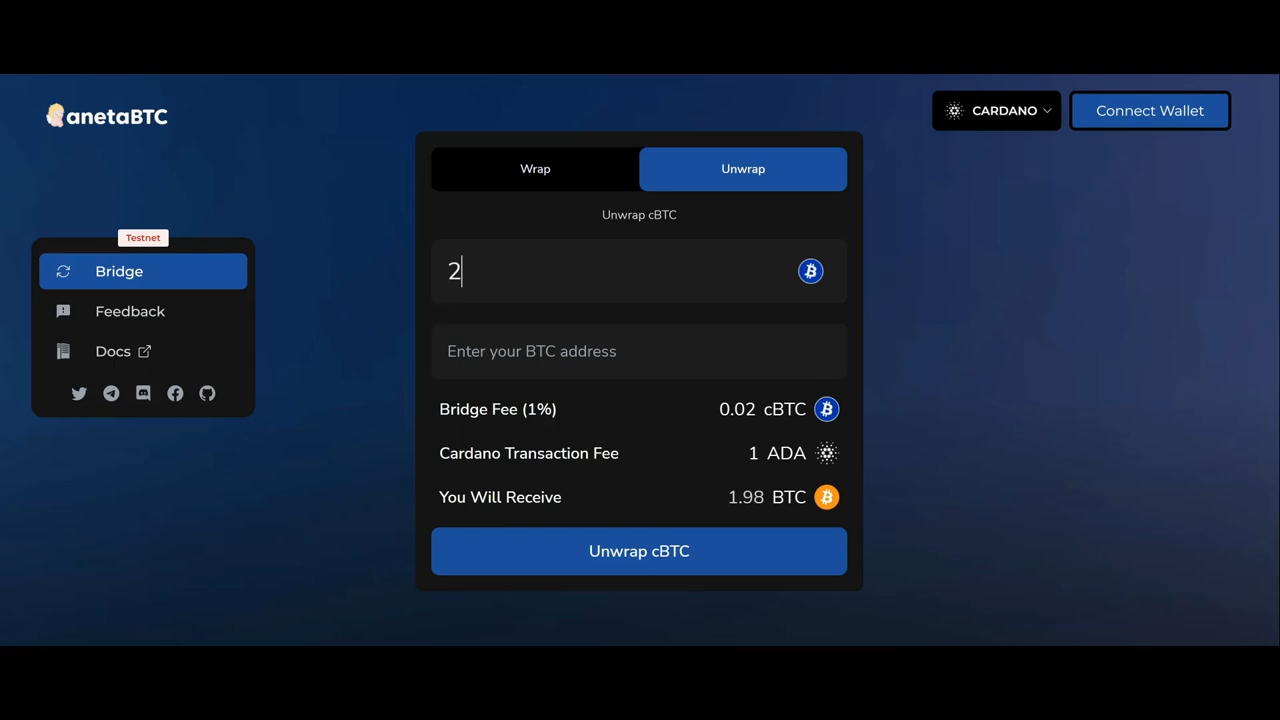 anetaBTC
CARDANO
Connect Wallet
Wrap
Unwrap
Unwrap cBTC
Testnet
Bridge
Feedback
Docs
2
Enter your BTC address
Bridge Fee (1%)
0.02 cBTC
Cardano Transaction Fee
1 ADA
You Will Receive
1.98 BTC
Unwrap cBTC